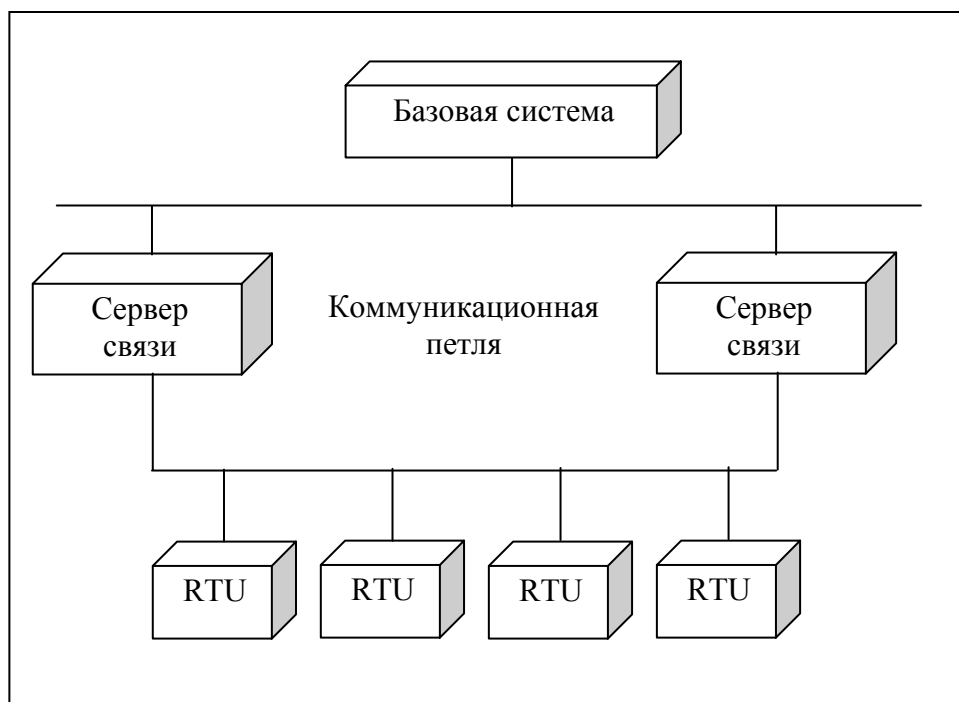 Базовая система
Сервер
связи
Коммуникационная
петля
Сервер
связи
RTU
RTU
RTU
RTU